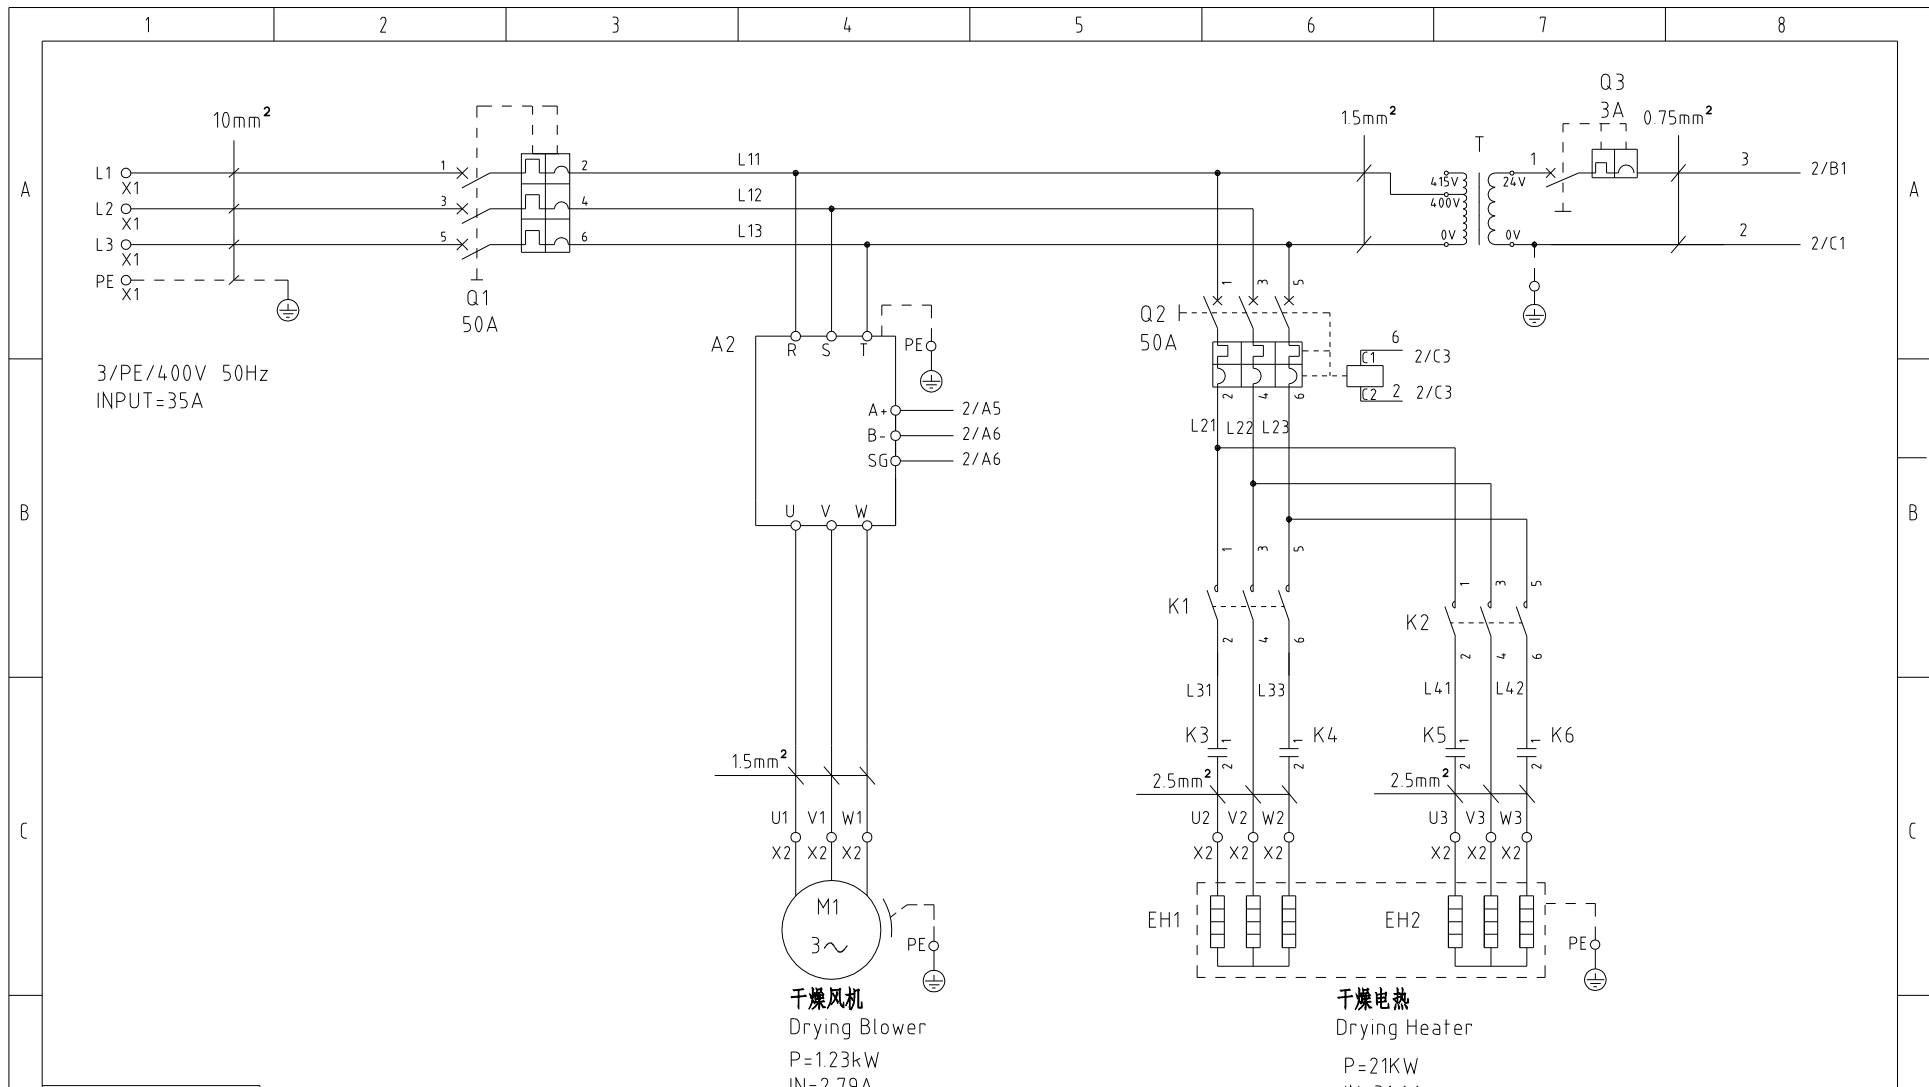 1 2 3 4 5 6 7 8
Q3
3A
10mm²
1.5mm²
0.75mm²
T
A
L1
X1
1
2
L11
415V
24V
1
3
2/B1
A
L2
X1
3
4
L12
400V
L3
X1
5
6
L13
0V
0V
2
2/C1
PE
X1
Q1
50A
1 3 5
Q2
50A
A2
R S T
PE
6
C1
2/C3
C2
2
2/C3
3/PE/400V 50Hz
INPUT=35A
2 4 6
A+
2/A5
B-
2/A6
SG
2/A6
L21 L22 L23
B
U V W
B
1 3 5
K1
2 4 6
1 3 5
K2
2 4 6
L31 L33
L41 L42
K3
1
2
1
2
K4
K5
1
2
1
2
K6
1.5mm²
2.5mm²
2.5mm²
C
U1 V1 W1
X2 X2 X2
U2 V2 W2
X2 X2 X2
U3 V3 W3
X2 X2 X2
C
M1
3~
PE
EH1
EH2
PE
干燥风机
Drying Blower
P=1.23kW
IN=2.79A
干燥电热
Drying Heater
P=21KW